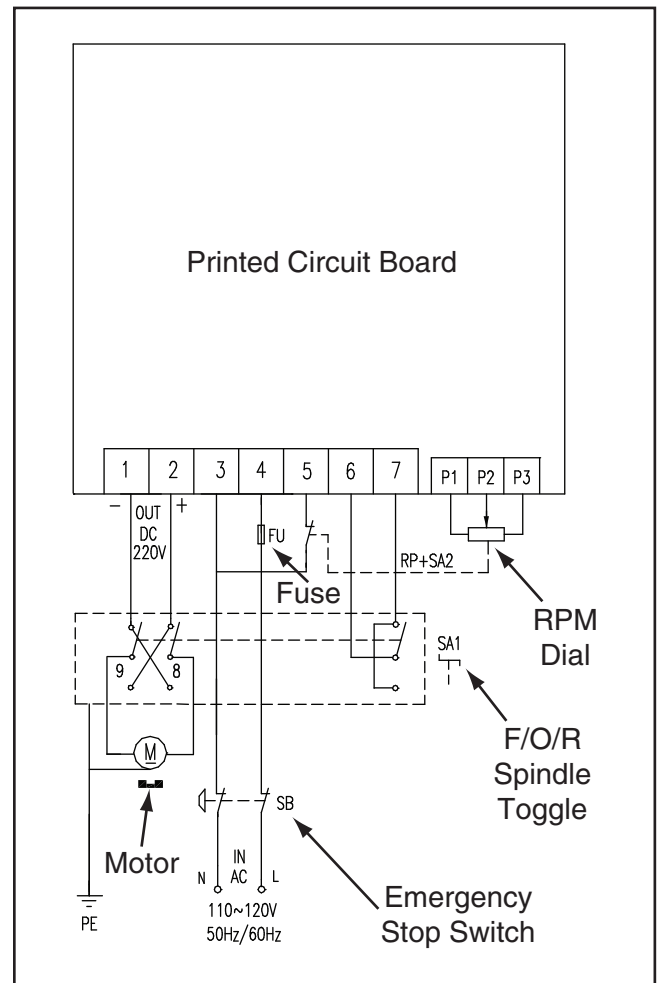 Printed Circuit Board
1 2 3 4 5 6 7
P1 P2 P3
- OUT +
DC
220V
FU
Fuse
RP+SA2
RPM
Dial
9 8
SA1
F/O/R
Spindle
Toggle
M
SB
Motor
IN
N AC L
110~120V
50Hz/60Hz
PE
Emergency
Stop Switch